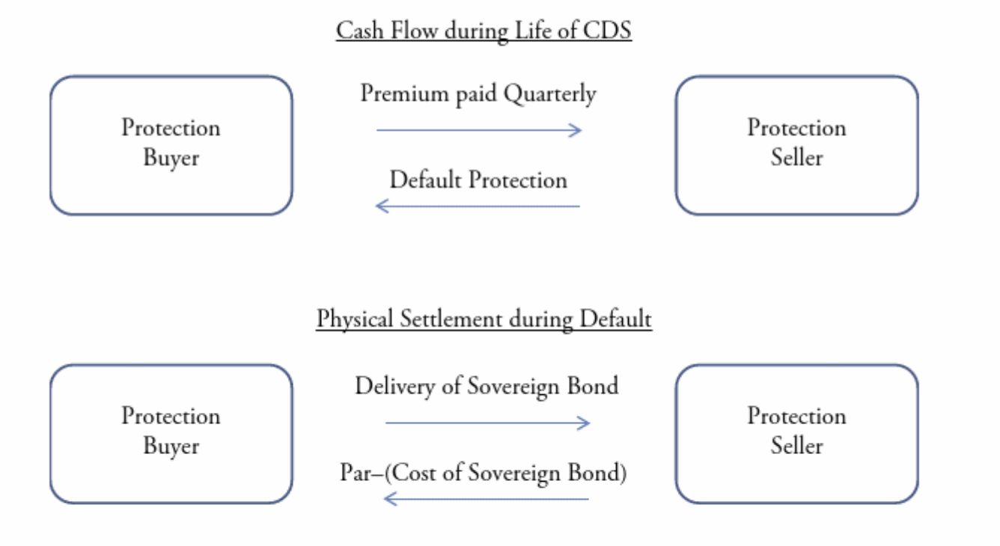 Cash Flow during Life of CDS
Premium paid Quarterly
Protection
Buyer
Protection
Seller
Default Protection
Physical Settlement during Default
Delivery of Sovereign Bond
Protection
Buyer
Protection
Seller
Par–(Cost of Sovereign Bond)